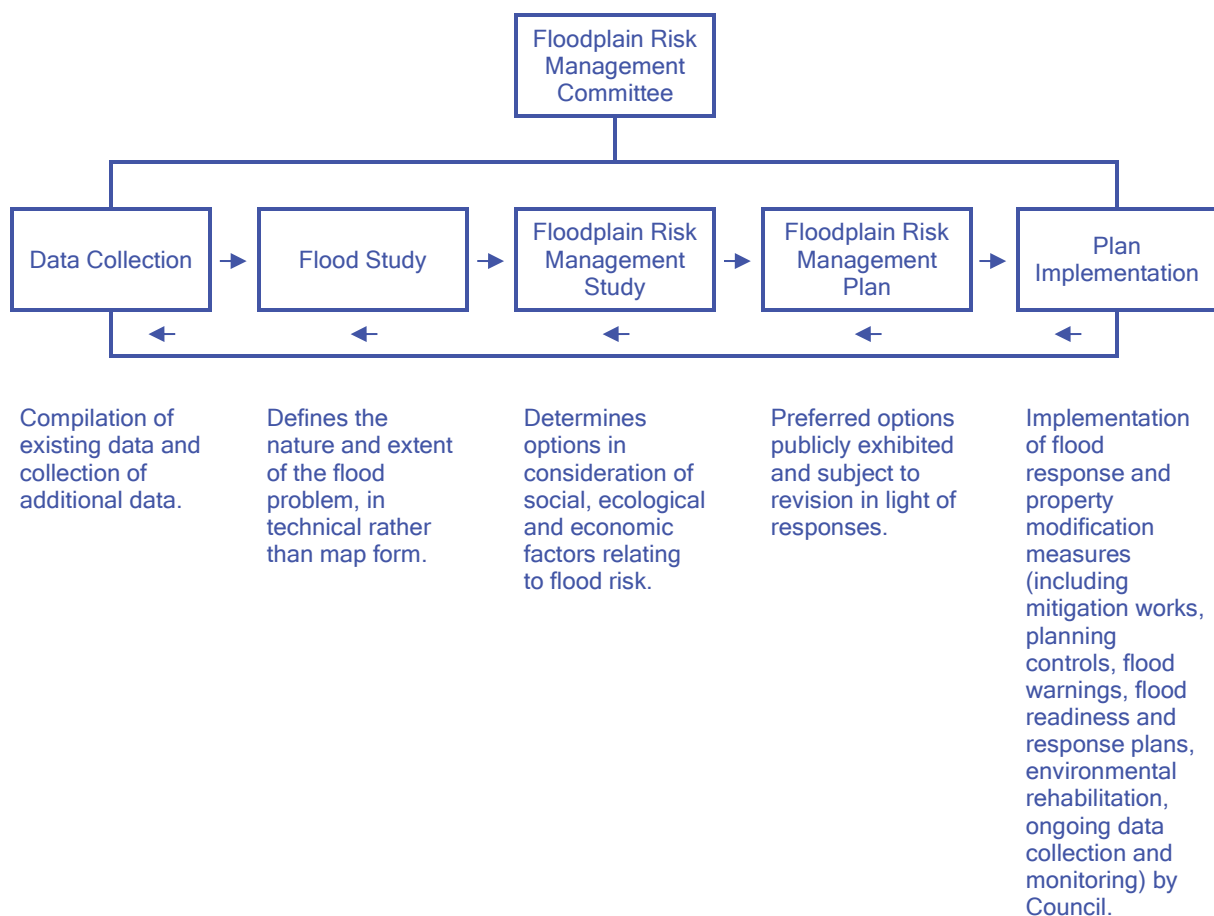 Floodplain Risk
Management
Committee
Data Collection
Flood Study
Floodplain Risk
Management
Study
Floodplain Risk
Management
Plan
Plan
Implementation
Compilation of
existing data and
collection of
additional data.
Defines the
nature and extent
of the flood
problem, in
technical rather
than map form.
Determines
options in
consideration of
social, ecological
and economic
factors relating
to flood risk.
Preferred options
publicly exhibited
and subject to
revision in light of
responses.
Implementation
of flood
response and
property
modification
measures
(including
mitigation works,
planning
controls, flood
warnings, flood
readiness and
response plans,
environmental
rehabilitation,
ongoing data
collection and
monitoring) by
Council.